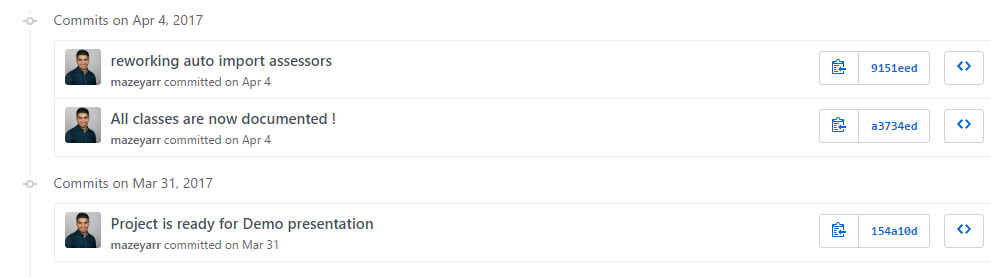 Commits on Apr 4, 2017
reworking auto import assessors
mazeyarr committed on Apr 4
9151eed
All classes are now documented !
mazeyarr committed on Apr 4
a3734ed
Commits on Mar 31, 2017
Project is ready for Demo presentation
mazeyarr committed on Mar 31
154a10d